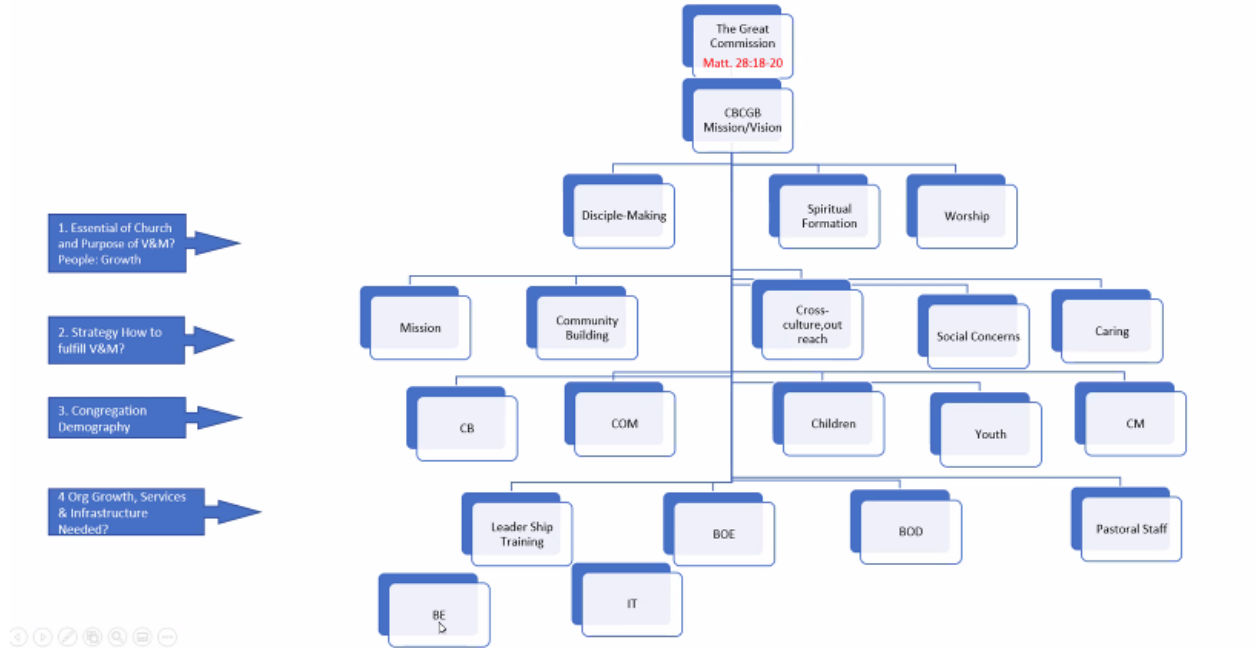 The Great
Commission
Matt. 28:18-20
CBCGB
Mission/Vision
Disciple-Making
Spiritual
Formation
Worship
1. Essential of Church
and Purpose of V&M?
People: Growth
Mission
Community
Building
Cross-
culture,out
reach
Social Concerns
Caring
2. Strategy How to
fulfill V&M?
CB
COM
Children
Youth
CM
3. Congregation
Demography
4 Org Growth, Services
& Infrastructure
Needed?
Leader Ship
Training
BOE
BOD
Pastoral Staff
BE
IT